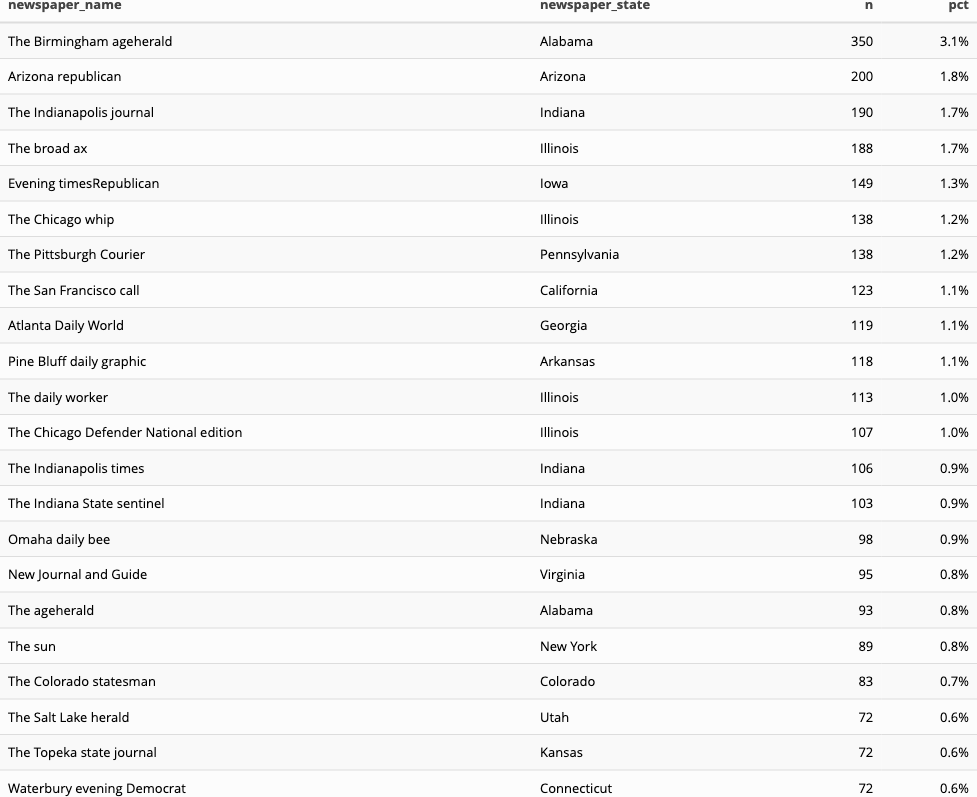 newspaper_name newspaper_state n pct
The Birmingham ageherald Alabama 350 3.1%
Arizona republican Arizona 200 1.8%
The Indianapolis journal Indiana 190 1.7%
The broad ax Illinois 188 1.7%
Evening timesRepublican Iowa 149 1.3%
The Chicago whip Illinois 138 1.2%
The Pittsburgh Courier Pennsylvania 138 1.2%
The San Francisco call California 123 1.1%
Atlanta Daily World Georgia 119 1.1%
Pine Bluff daily graphic Arkansas 118 1.1%
The daily worker Illinois 113 1.0%
The Chicago Defender National edition Illinois 107 1.0%
The Indianapolis times Indiana 106 0.9%
The Indiana State sentinel Indiana 103 0.9%
Omaha daily bee Nebraska 98 0.9%
New Journal and Guide Virginia 95 0.8%
The ageherald Alabama 93 0.8%
The sun New York 89 0.8%
The Colorado statesman Colorado 83 0.7%
The Salt Lake herald Utah 72 0.6%
The Topeka state journal Kansas 72 0.6%
Waterbury evening Democrat Connecticut 72 0.6%